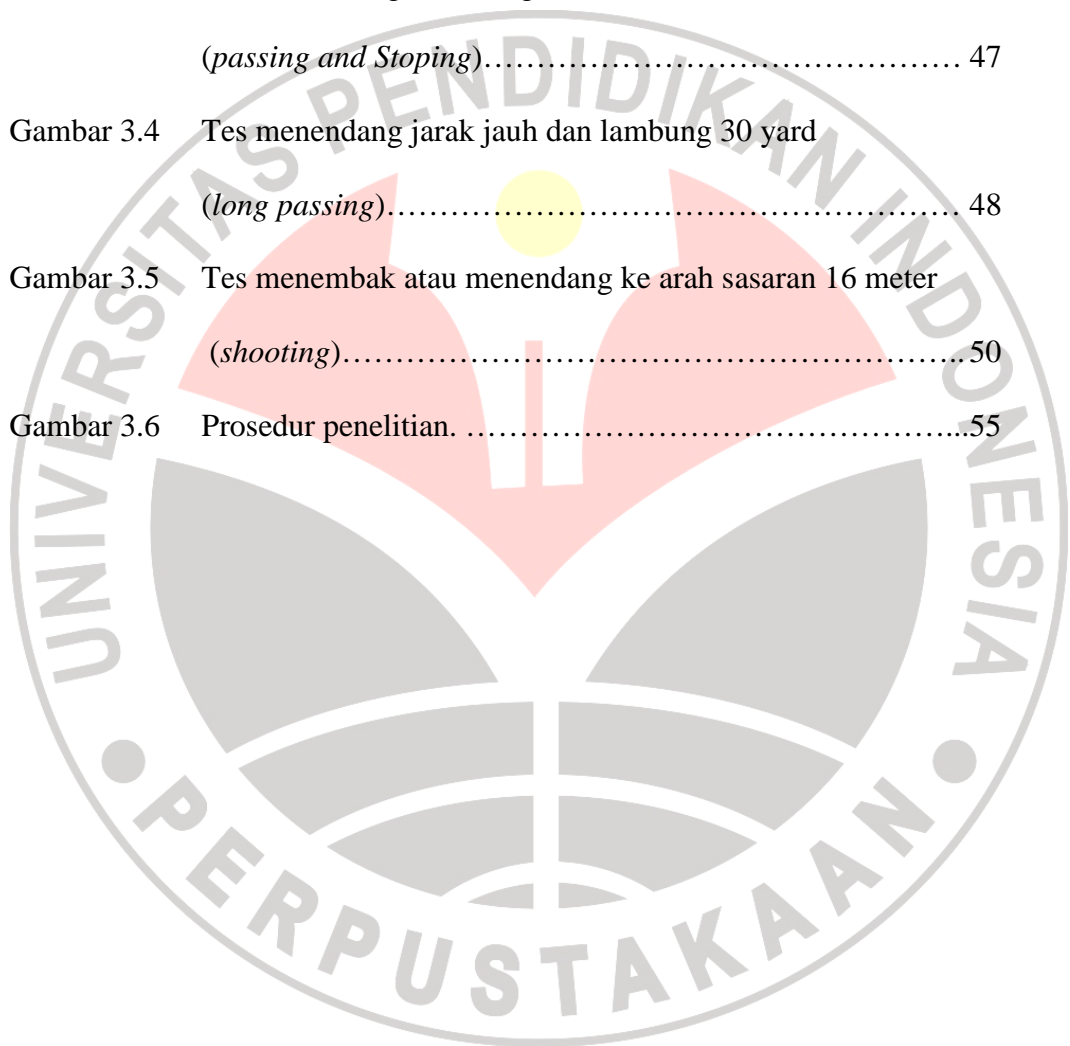 (passing and Stoping)………………………………………… 47
Gambar 3.4 Tes menendang jarak jauh dan lambung 30 yard
(long passing)………………………………………………. 48
Gambar 3.5 Tes menembak atau menendang ke arah sasaran 16 meter
(shooting)…………………………………………………….. 50
Gambar 3.6 Prosedur penelitian. ………………………………………...55
UNIVERSITAS PENDIDIKAN INDONESIA
PERPUSTAKAAN